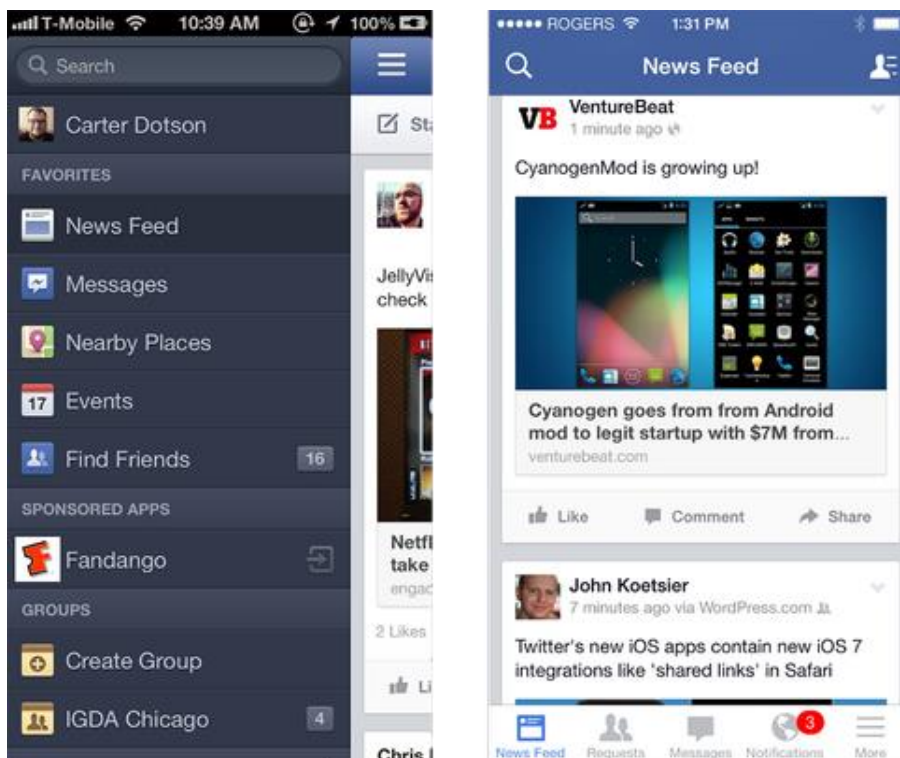 T-Mobile 10:39 AM 100%
Search
Carter Dotson
FAVORITES
News Feed
Messages
Nearby Places
17 Events
Find Friends 16
SPONSORED APPS
Fandango
GROUPS
Create Group
IGDA Chicago 4
JellyVis
check
Netfl
take
engad
2 Likes
Li
Chris
ROGERS 1:31 PM
News Feed
VB VentureBeat
1 minute ago
CyanogenMod is growing up!
Cyanogen goes from from Android
mod to legit startup with $7M from...
venturebeat.com
Like Comment Share
John Koetsier
7 minutes ago via WordPress.com
Twitter's new iOS apps contain new iOS 7
integrations like 'shared links' in Safari
3
News Feed Requests Messages Notifications More